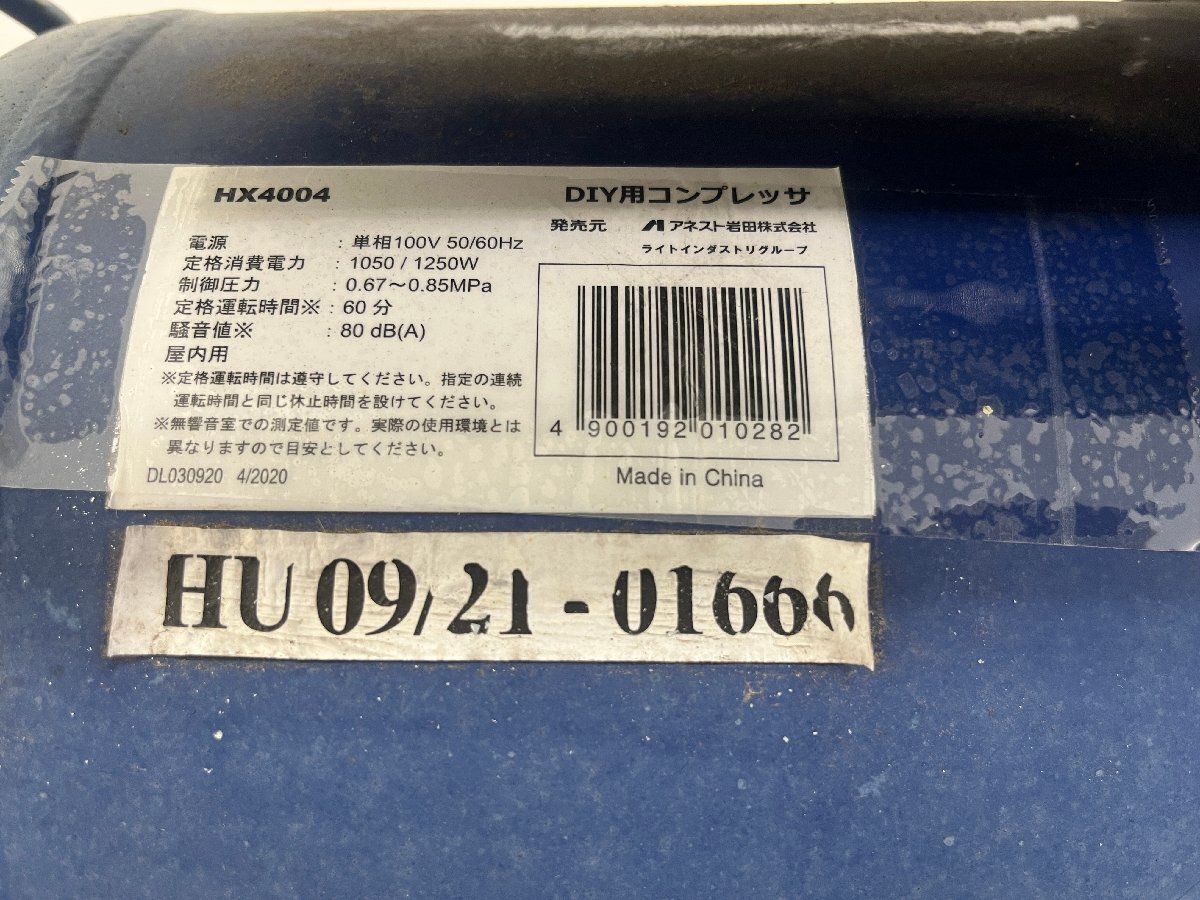 HX4004
DIY用コンプレッサ
発売元 アネスト岩田株式会社
ライトインダストリグループ
電源 : 単相100V 50/60Hz
定格消費電力 : 1050 / 1250W
制御圧力 : 0.67〜0.85MPa
定格運転時間※ : 60 分
騒音値※ : 80 dB(A)
屋内用
※定格運転時間は遵守してください。指定の連続
運転時間と同じ休止時間を設けてください。
※無響音室での測定値です。実際の使用環境とは
異なりますので目安としてください。
DL030920 4/2020
4 900192 010282
Made in China
HU 09/21 - 01666